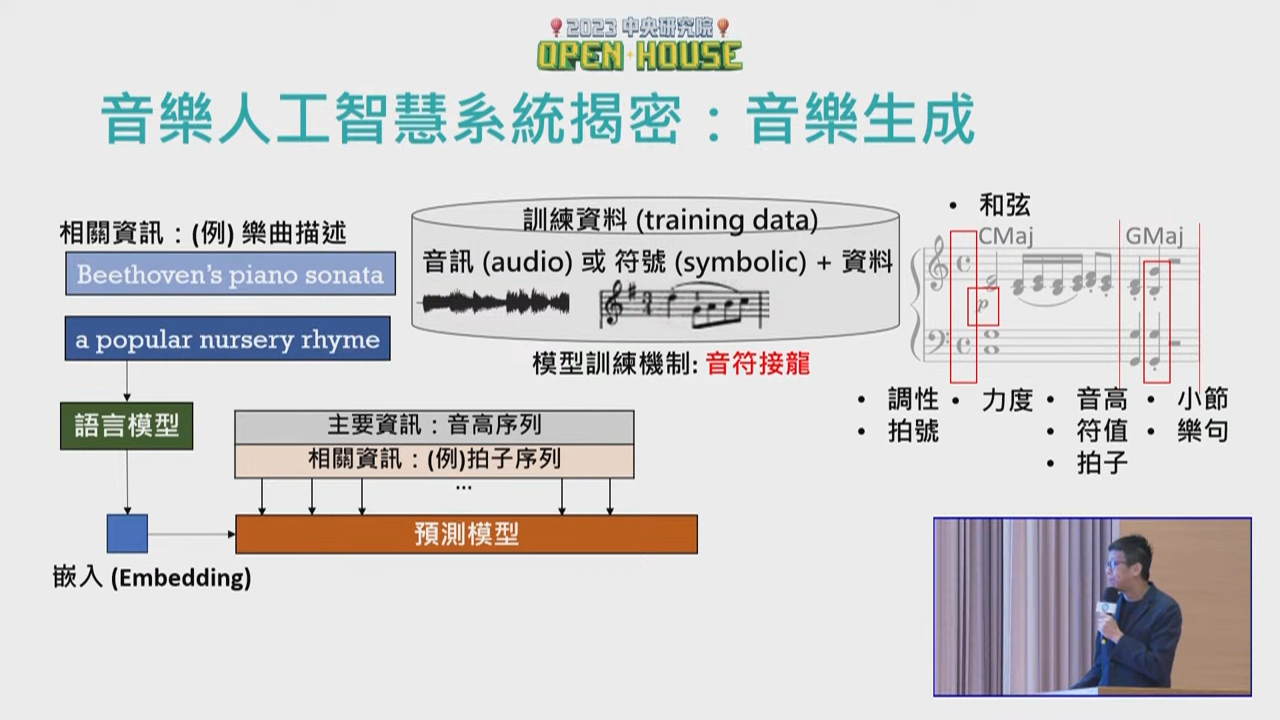 2023 中央研究院
OPEN HOUSE
音樂人工智慧系統揭密：音樂生成
相關資訊：(例) 樂曲描述
Beethoven's piano sonata
a popular nursery rhyme
語言模型
嵌入 (Embedding)
訓練資料 (training data)
音訊 (audio) 或 符號 (symbolic) + 資料
模型訓練機制: 音符接龍
主要資訊：音高序列
相關資訊：(例)拍子序列
...
預測模型
• 和弦
CMaj GMaj
p
• 調性
• 拍號
• 力度
• 音高
• 符值
• 拍子
• 小節
• 樂句